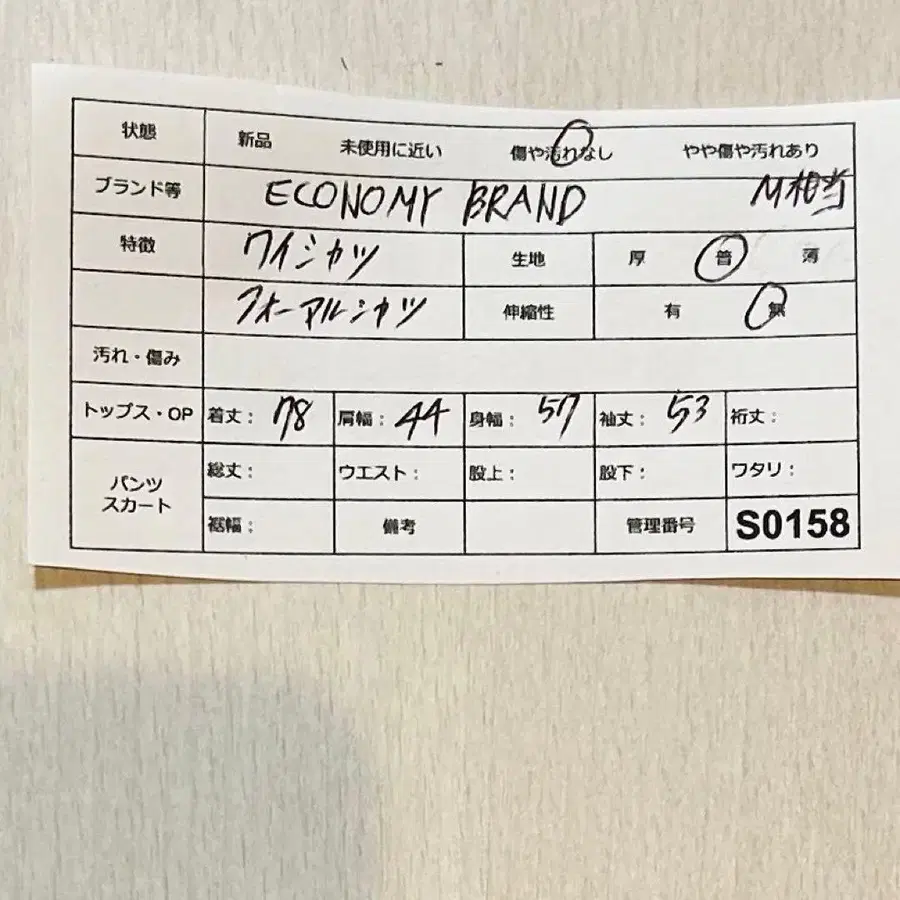 状態 新品 未使用に近い 傷や汚れなし やや傷や汚れあり
ブランド等 ECONOMY BRAND M相当
特徴 ワイシャツ 生地 厚 普 薄
フォーマルシャツ 伸縮性 有 無
汚れ・傷み
トップス・OP 着丈： 78 肩幅： 44 身幅： 57 袖丈： 53 裄丈：
パンツ スカート 総丈： ウエスト： 股上： 股下： ワタリ：
裾幅： 備考 管理番号 S0158